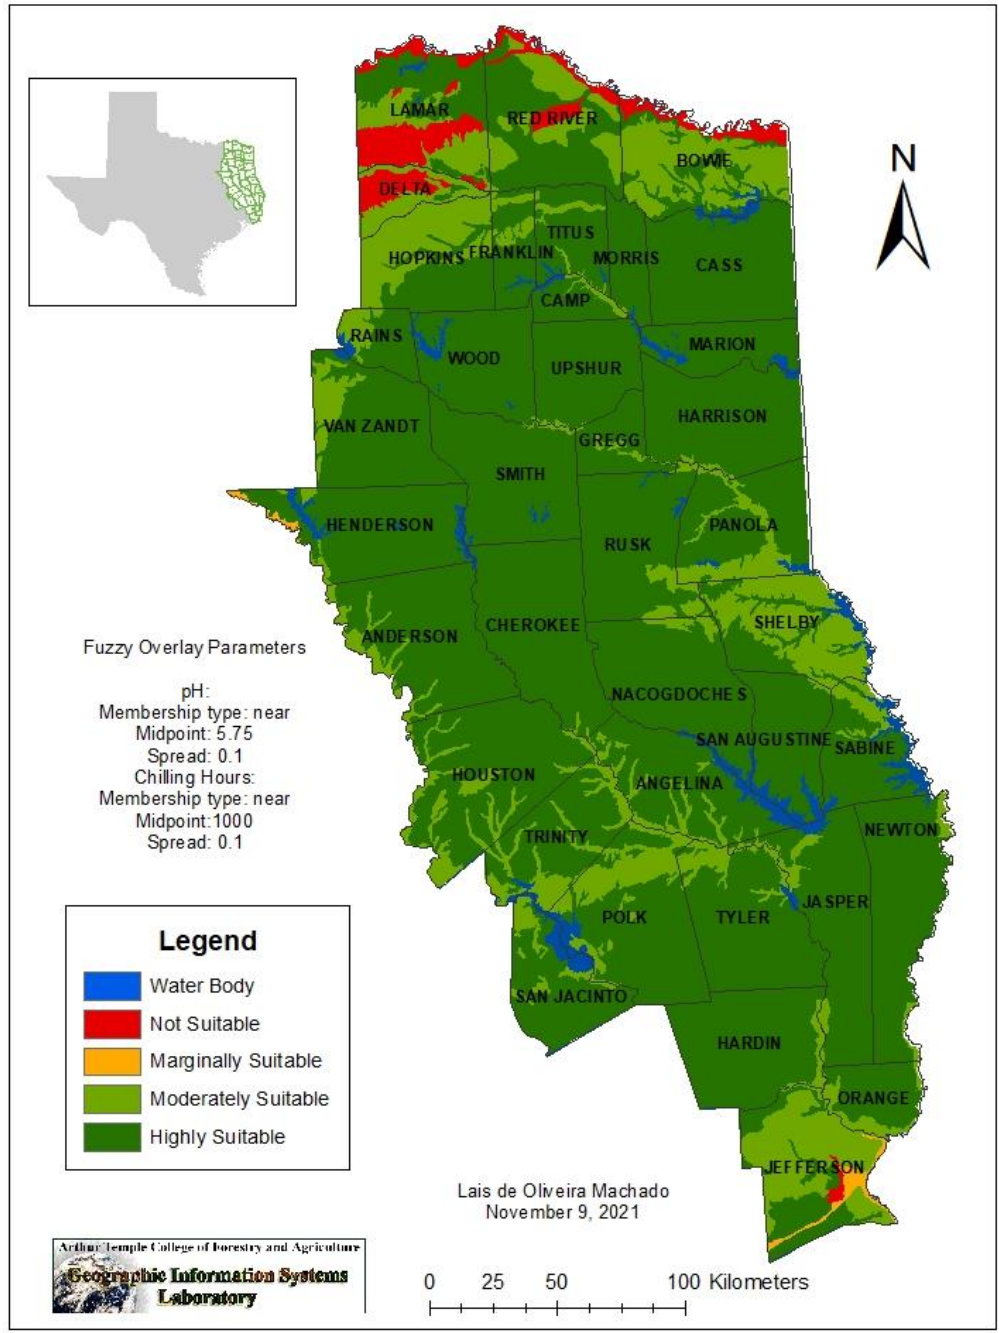 N
LAMAR
RED RIVER
BOWIE
DELTA
TITUS
HOPKINS
FRANKLIN
MORRIS
CASS
CAMP
RAINS
WOOD
UPSHUR
MARION
HARRISON
VAN ZANDT
GREGG
SMITH
HENDERSON
RUSK
PANOLA
ANDERSON
CHEROKEE
SHELBY
NACOGDOCHES
SAN AUGUSTINE
SABINE
HOUSTON
ANGELINA
TRINITY
NEWTON
JASPER
POLK
TYLER
SAN JACINTO
HARDIN
ORANGE
JEFFERSON
Fuzzy Overlay Parameters
pH:
Membership type: near
Midpoint: 5.75
Spread: 0.1
Chilling Hours:
Membership type: near
Midpoint:1000
Spread: 0.1
Legend
Water Body
Not Suitable
Marginally Suitable
Moderately Suitable
Highly Suitable
Lais de Oliveira Machado
November 9, 2021
Arthur Temple College of Forestry and Agriculture
Geographic Information Systems
Laboratory
0 25 50 100 Kilometers